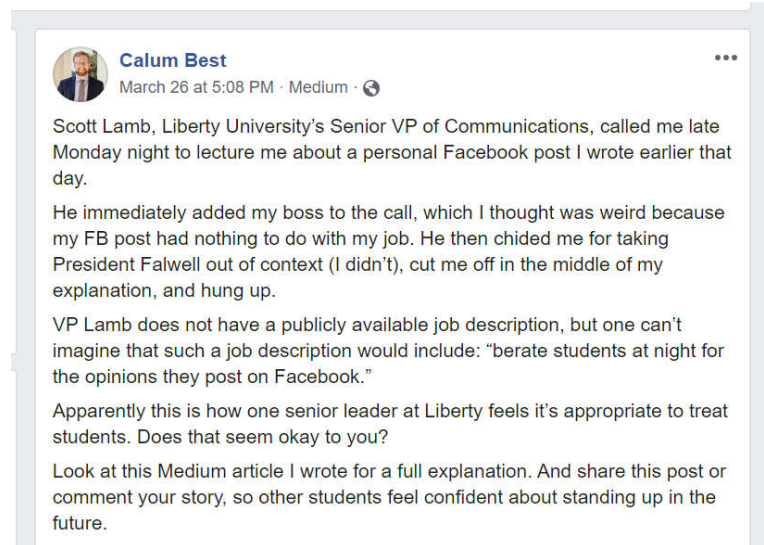 Calum Best
March 26 at 5:08 PM · Medium ·
Scott Lamb, Liberty University’s Senior VP of Communications, called me late
Monday night to lecture me about a personal Facebook post I wrote earlier that
day.
He immediately added my boss to the call, which I thought was weird because
my FB post had nothing to do with my job. He then chided me for taking
President Falwell out of context (I didn’t), cut me off in the middle of my
explanation, and hung up.
VP Lamb does not have a publicly available job description, but one can’t
imagine that such a job description would include: “berate students at night for
the opinions they post on Facebook.”
Apparently this is how one senior leader at Liberty feels it’s appropriate to treat
students. Does that seem okay to you?
Look at this Medium article I wrote for a full explanation. And share this post or
comment your story, so other students feel confident about standing up in the
future.